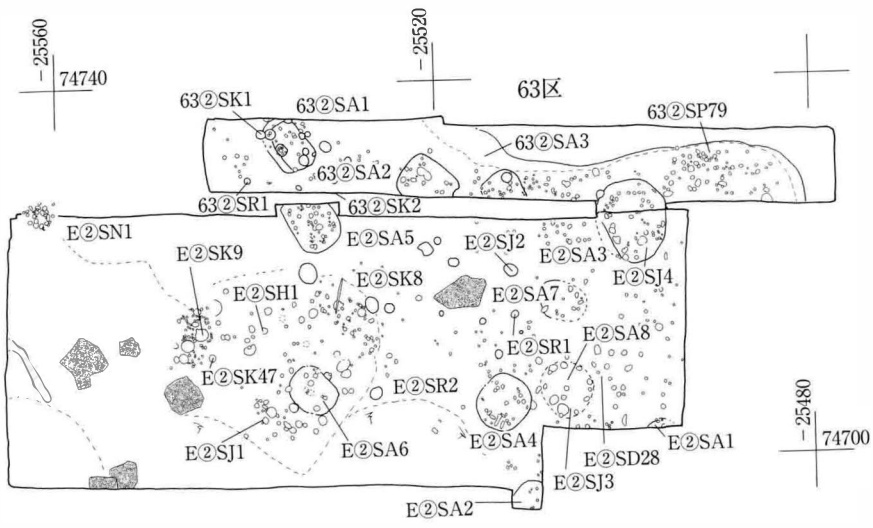 -25560
74740
-25520
63区
63②SK1
63②SA1
63②SP79
63②SA3
63②SA2
63②SR1
63②SK2
E②SN1
E②SA5
E②SJ2
E②SA3
E②SJ4
E②SK9
E②SH1
E②SK8
E②SA7
E②SA8
E②SR1
E②SK47
E②SR2
-25480
74700
E②SJ1
E②SA6
E②SA4
E②SA1
E②SD28
E②SJ3
E②SA2